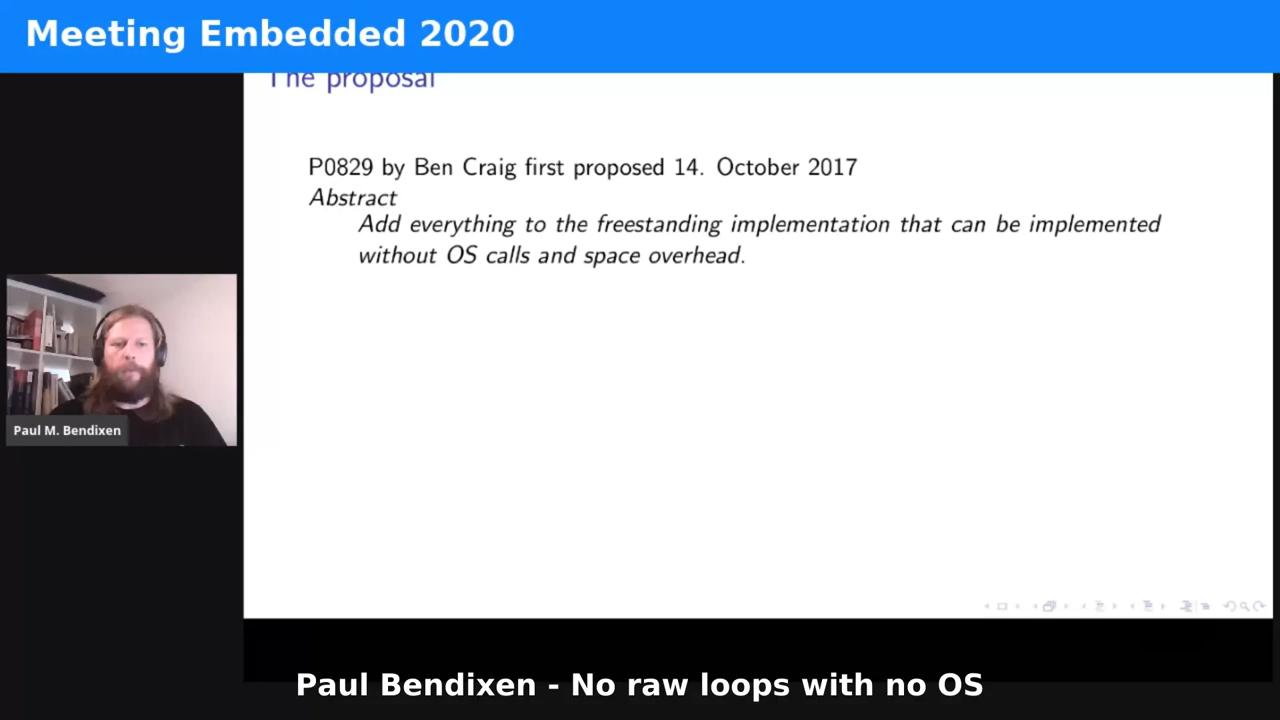 Meeting Embedded 2020
The proposal
P0829 by Ben Craig first proposed 14. October 2017
Abstract
Add everything to the freestanding implementation that can be implemented
without OS calls and space overhead.
Paul M. Bendixen
Paul Bendixen - No raw loops with no OS